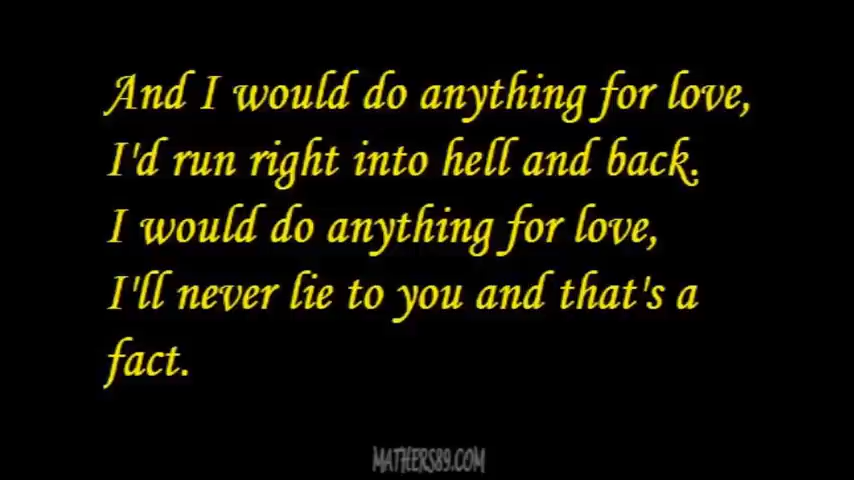 And I would do anything for love,
I'd run right into hell and back.
I would do anything for love,
I'll never lie to you and that's a
fact.
MATHERS89.COM